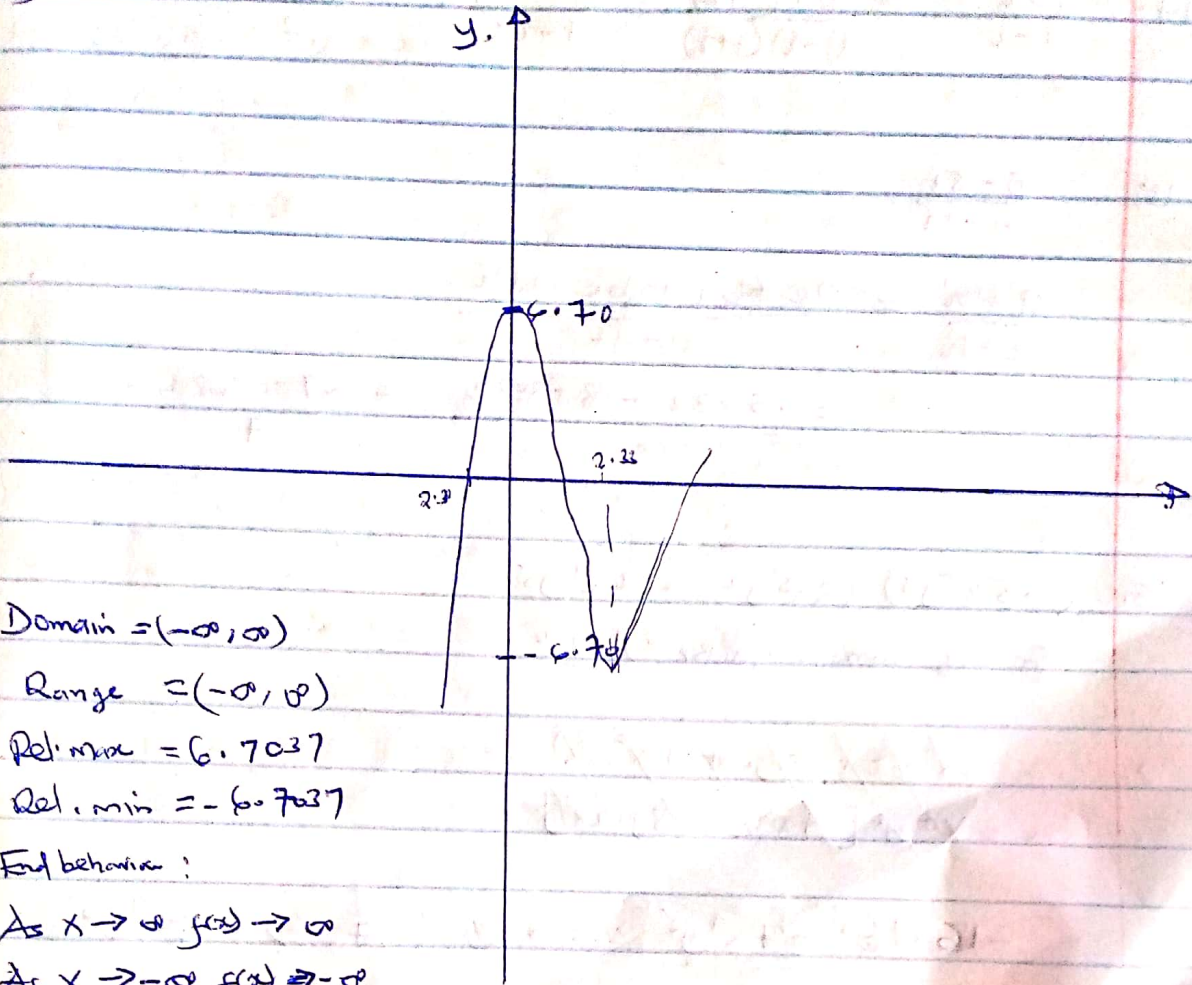 y.
6.70
2.33
2.3
-6.70
Domain = (-∞, ∞)
Range = (-∞, ∞)
Rel. max = 6.7037
Rel. min = -6.7037
End behavior :
As x → ∞ f(x) → ∞
As x → -∞ f(x) → -∞